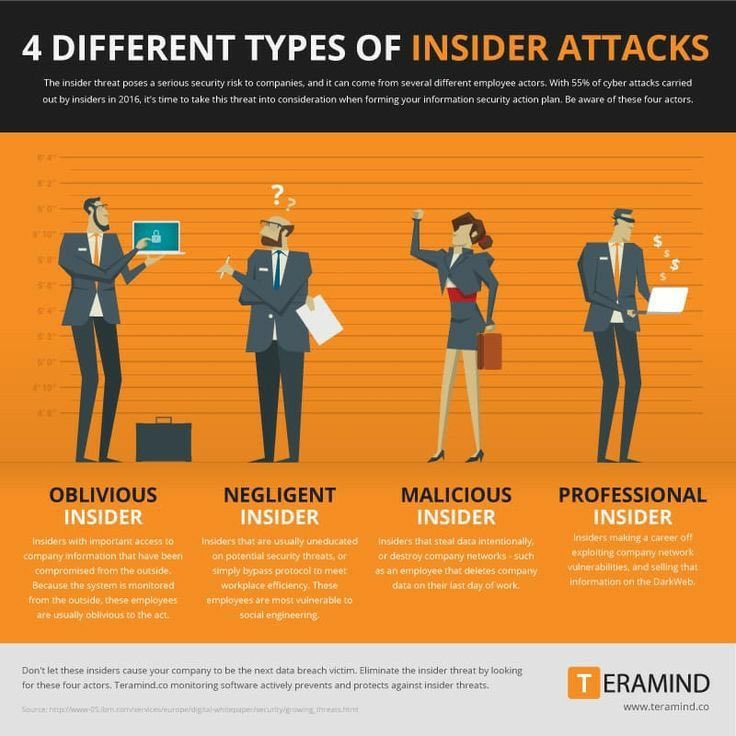 4 DIFFERENT TYPES OF INSIDER ATTACKS
The insider threat poses a serious security risk to companies, and it can come from several different employee actors. With 55% of cyber attacks carried
out by insiders in 2016, it's time to take this threat into consideration when forming your information security action plan. Be aware of these four actors.
6' 4"
6' 2"
6' 0"
5' 10"
5' 6"
5' 4"
5' 0"
4' 10"
? ? ?
$ $ $ $
OBLIVIOUS
INSIDER
Insiders with important access to
company information that have been
compromised from the outside.
Because the system is monitored
from the outside, these employees
are usually oblivious to the act.
NEGLIGENT
INSIDER
Insiders that are usually uneducated
on potential security threats, or
simply bypass protocol to meet
workplace efficiency. These
employees are most vulnerable to
social engineering.
MALICIOUS
INSIDER
Insiders that steal data intentionally,
or destroy company networks - such
as an employee that deletes company
data on their last day of work.
PROFESSIONAL
INSIDER
Insiders making a career off
exploiting company network
vulnerabilities, and selling that
information on the DarkWeb.
Don't let these insiders cause your company to be the next data breach victim. Eliminate the insider threat by looking
for these four actors. Teramind.co monitoring software actively prevents and protects against insider threats.
Source: http://www-05.ibm.com/services/europe/digital-whitepaper/security/growing_threats.html
TERAMIND
www.teramind.co